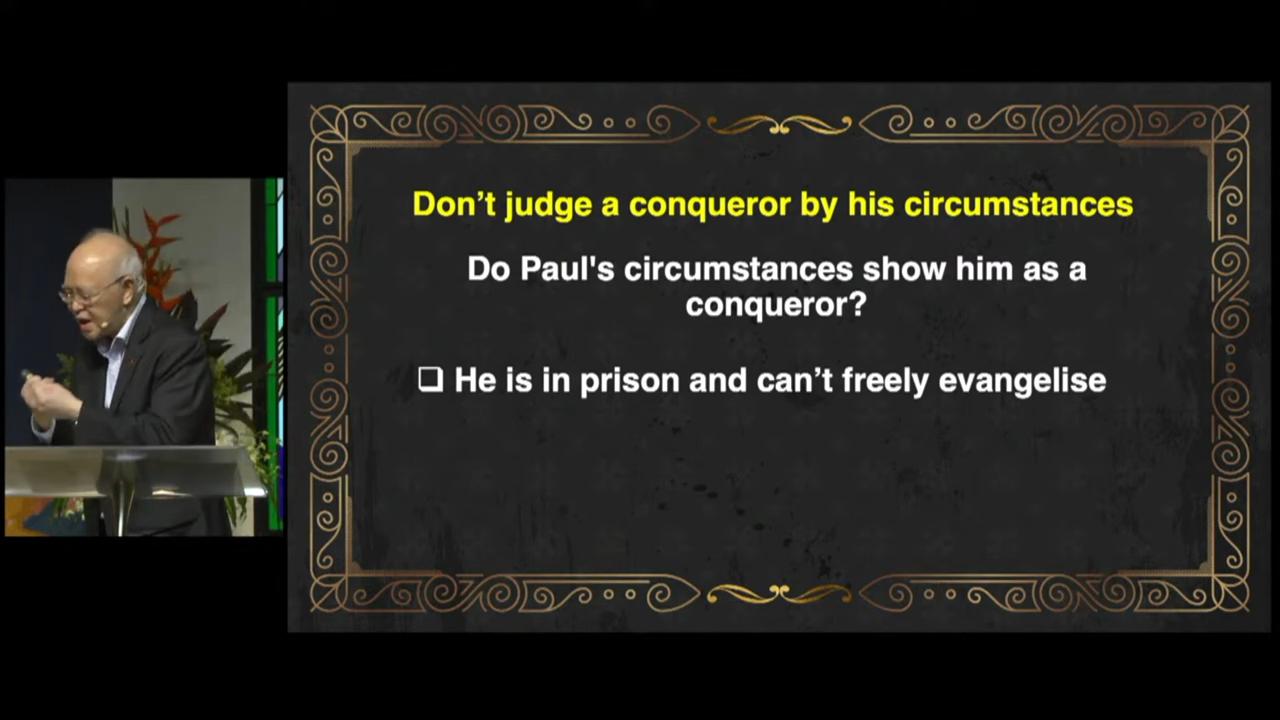 Don’t judge a conqueror by his circumstances
Do Paul's circumstances show him as a
conqueror?
❑ He is in prison and can’t freely evangelise